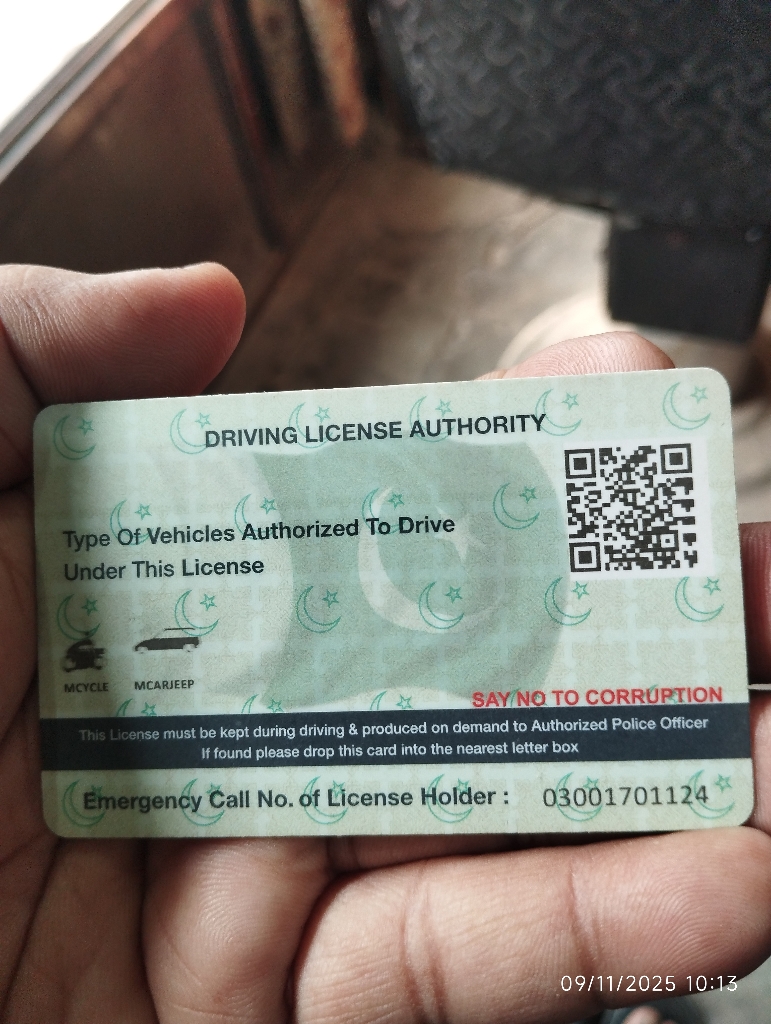 DRIVING LICENSE AUTHORITY
Type Of Vehicles Authorized To Drive
Under This License
MCYCLE MCARJEEP
SAY NO TO CORRUPTION
This License must be kept during driving & produced on demand to Authorized Police Officer
If found please drop this card into the nearest letter box
Emergency Call No. of License Holder : 03001701124
09/11/2025 10:13